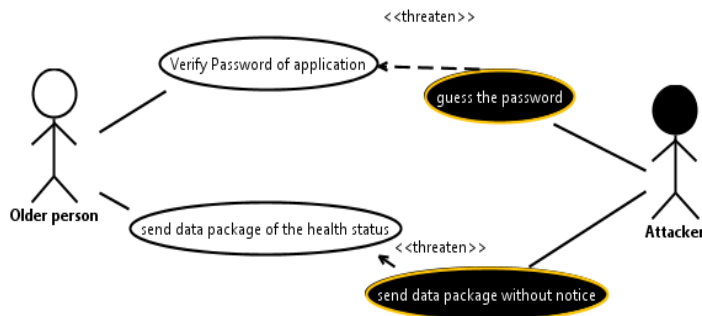 <<threaten>>
Verify Password of application
guess the password
Older person
send data package of the health status
Attacker
<<threaten>>
send data package without notice